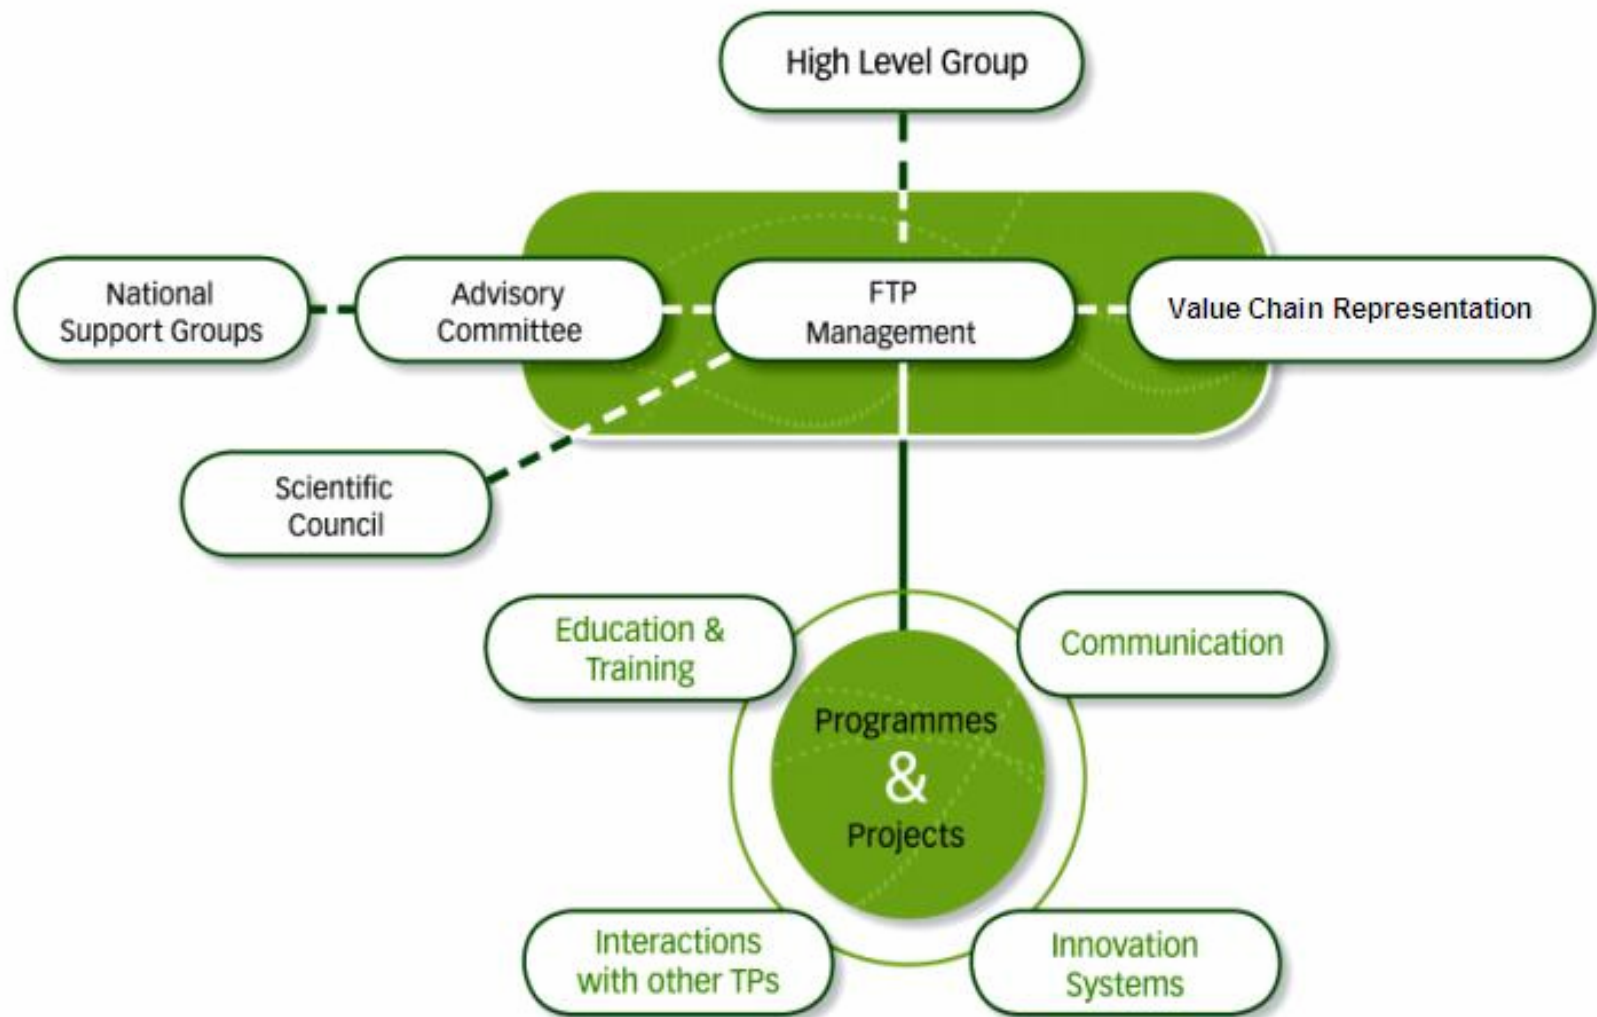 High Level Group
National
Support Groups
Advisory
Committee
FTP
Management
Value Chain Representation
Scientific
Council
Education &
Training
Communication
Programmes
&
Projects
Interactions
with other TPs
Innovation
Systems